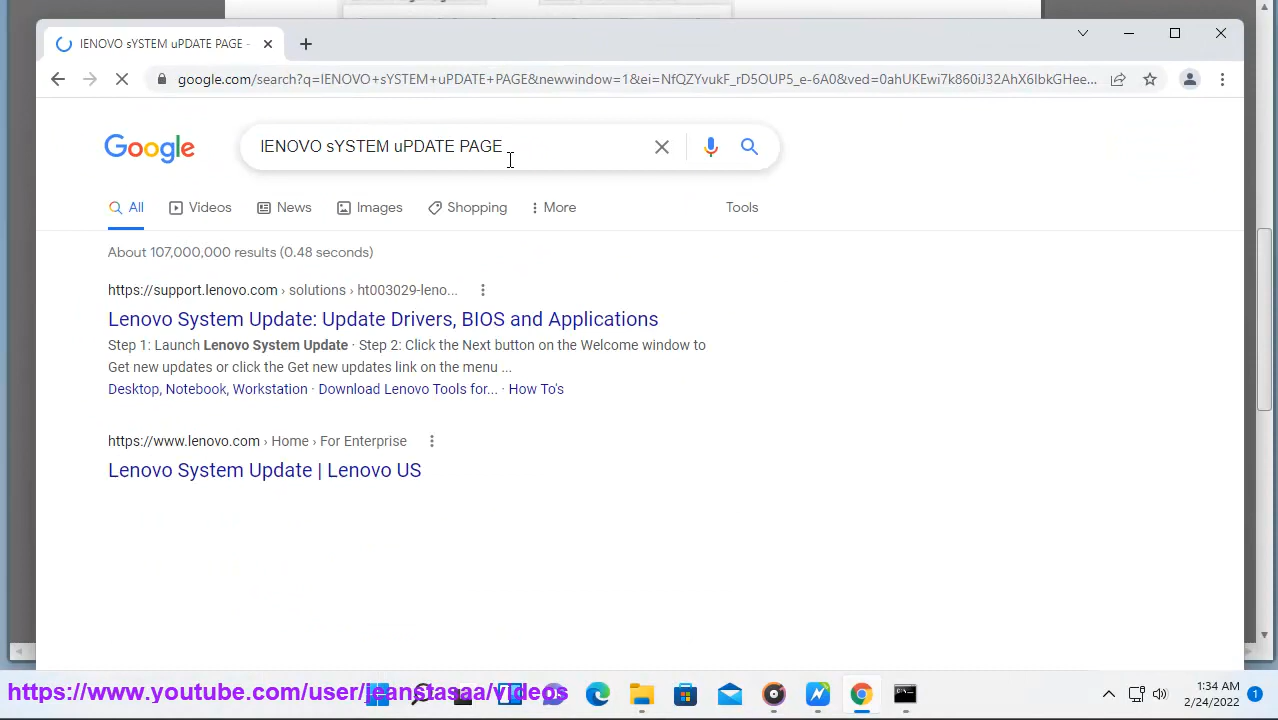 lENOVO sYSTEM uPDATE PAGE -
google.com/search?q=lENOVO+sYSTEM+uPDATE+PAGE&newwindow=1&ei=NfQZYvukF_rD5OUP5_e-6A0&ved=0ahUKEwi7k860iJ32AhX6IbkGHee...
Google
lENOVO sYSTEM uPDATE PAGE
All Videos News Images Shopping More Tools
About 107,000,000 results (0.48 seconds)
https://support.lenovo.com › solutions › ht003029-leno...
Lenovo System Update: Update Drivers, BIOS and Applications
Step 1: Launch Lenovo System Update · Step 2: Click the Next button on the Welcome window to
Get new updates or click the Get new updates link on the menu ...
Desktop, Notebook, Workstation · Download Lenovo Tools for... · How To's
https://www.lenovo.com › Home › For Enterprise
Lenovo System Update | Lenovo US
https://www.youtube.com/user/jeanstasaa/videos
1:34 AM
2/24/2022
1